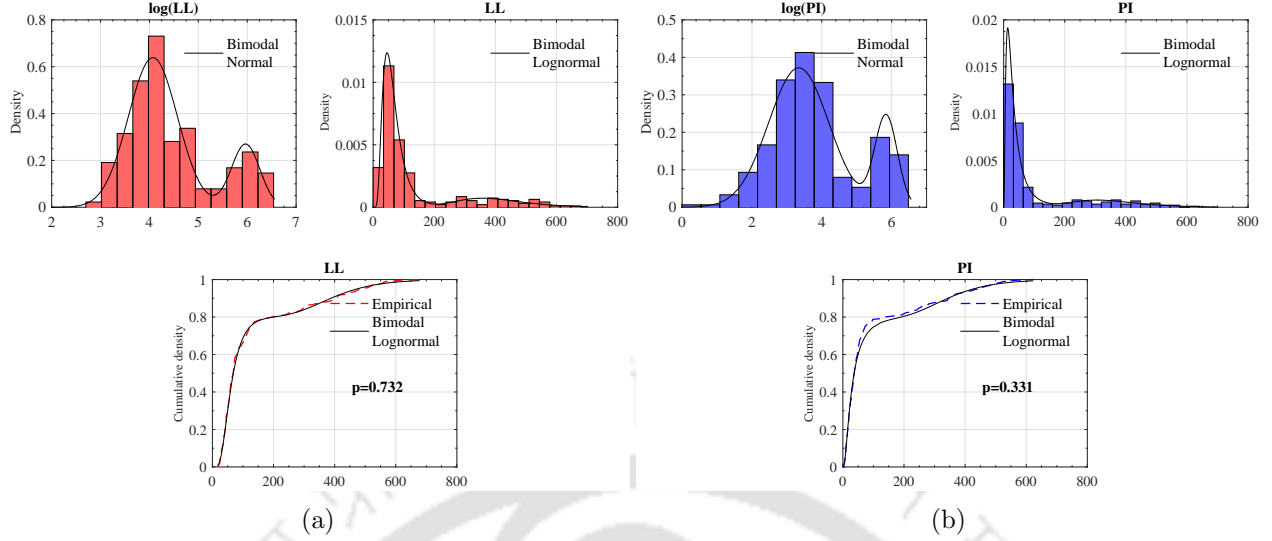 log(LL)
Density
0.8
0.6
0.4
0.2
0
2 3 4 5 6 7
Bimodal
Normal
LL
Density
0.015
0.01
0.005
0
0 200 400 600 800
Bimodal
Lognormal
log(PI)
Density
0.5
0.4
0.3
0.2
0.1
0
0 2 4 6
Bimodal
Normal
PI
Density
0.02
0.015
0.01
0.005
0
0 200 400 600 800
Bimodal
Lognormal
LL
Cumulative density
1
0.8
0.6
0.4
0.2
0
0 200 400 600 800
Empirical
Bimodal
Lognormal
p=0.732
(a)
PI
Cumulative density
1
0.8
0.6
0.4
0.2
0
0 200 400 600 800
Empirical
Bimodal
Lognormal
p=0.331
(b)